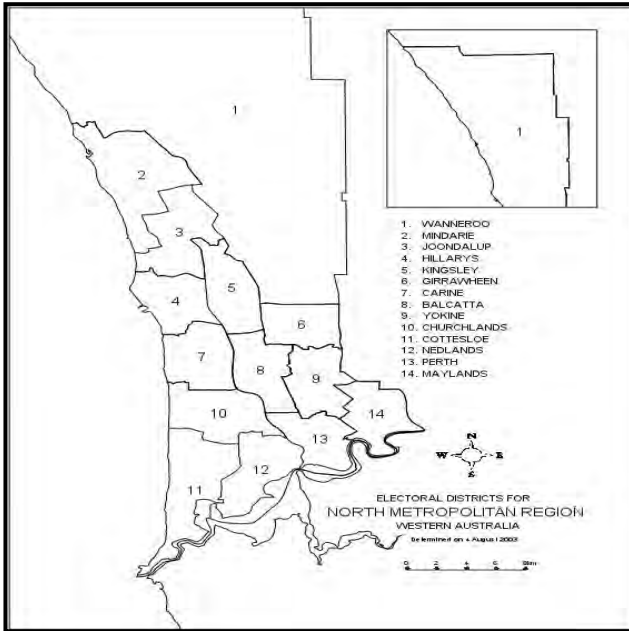 1
1
2
3
4
5
6
7
8
9
10
11
12
13
14
1. WANNEROO
2. MINDARIE
3. JOONDALUP
4. HILLARYS
5. KINGSLEY
6. GIRRAWHEEN
7. CARINE
8. BALCATTA
9. YOKINE
10. CHURCHLANDS
11. COTTESLOE
12. NEDLANDS
13. PERTH
14. MAYLANDS
N
W E
S
ELECTORAL DISTRICTS FOR
NORTH METROPOLITAN REGION
WESTERN AUSTRALIA
Determined on 4 August 2003
0 2 4 6 8km